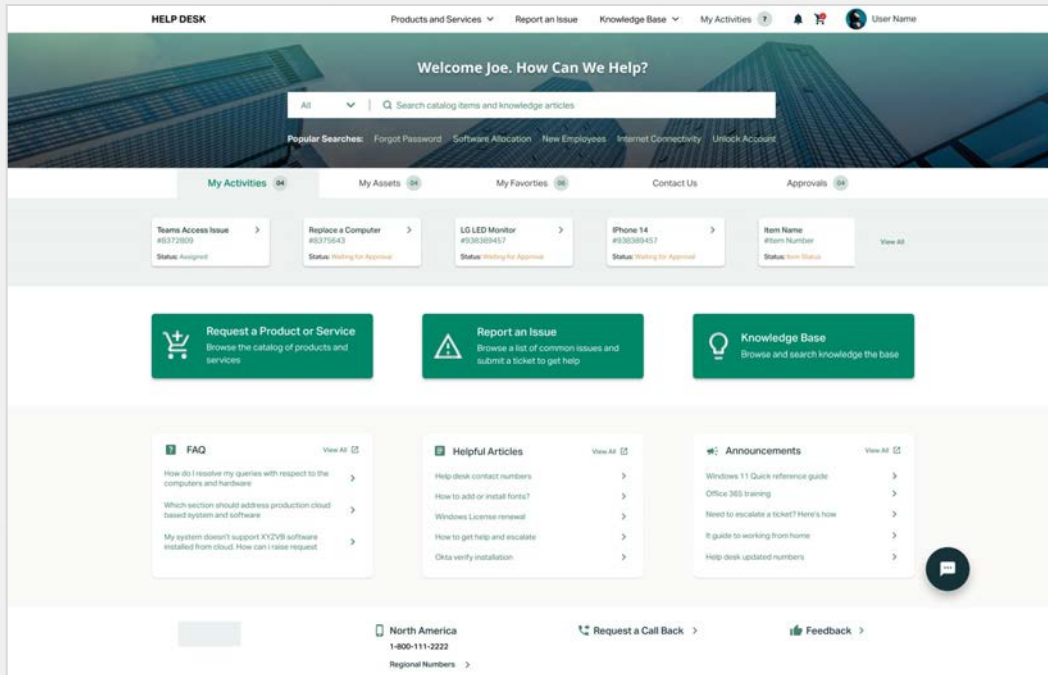 HELP DESK
Products and Services
Report an Issue
Knowledge Base
My Activities 7
User Name
Welcome Joe. How Can We Help?
All
Search catalog items and knowledge articles
Popular Searches: Forgot Password Software Allocation New Employees Internet Connectivity Unlock Account
My Activities 04
My Assets 04
My Favorties 06
Contact Us
Approvals 04
Teams Access Issue
#8372809
Status: Assigned
Replace a Computer
#8375643
Status: Waiting for Approval
LG LED Monitor
#938389457
Status: Waiting for Approval
IPhone 14
#938389457
Status: Waiting for Approval
Item Name
#Item Number
Status: Item Status
View All
Request a Product or Service
Browse the catalog of products and
services
Report an Issue
Browse a list of common issues and
submit a ticket to get help
Knowledge Base
Browse and search knowledge the base
FAQ
View All
How do I resolve my queries with respect to the
computers and hardware
Which section should address production cloud
based system and software
My system doesn't support XYZVB software
installed from cloud. How can i raise request
Helpful Articles
View All
Help desk contact numbers
How to add or install fonts?
Windows License renewal
How to get help and escalate
Okta verify installation
Announcements
View All
Windows 11 Quick reference guide
Office 365 training
Need to escalate a ticket? Here's how
It guide to working from home
Help desk updated numbers
North America
1-800-111-2222
Regional Numbers
Request a Call Back
Feedback